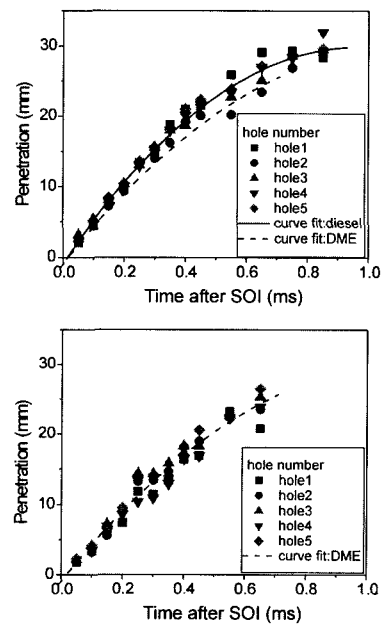 30
20
10
0
Penetration (mm)
hole number
hole1
hole2
hole3
hole4
hole5
curve fit:diesel
curve fit:DME
0.0 0.2 0.4 0.6 0.8 1.0
Time after SOI (ms)
30
20
10
0
Penetration (mm)
hole number
hole1
hole2
hole3
hole4
hole5
curve fit:DME
0.0 0.2 0.4 0.6 0.8 1.0
Time after SOI (ms)